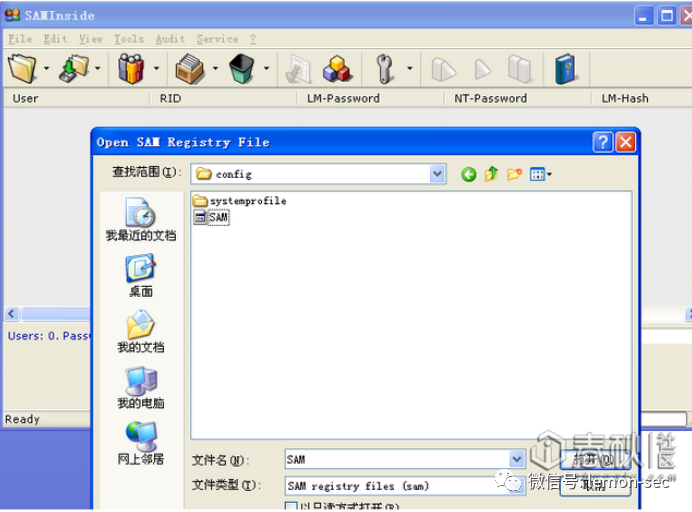 SAMInside
File Edit View Tools Audit Service ?
User RID LM-Password NT-Password LM-Hash
Open SAM Registry File
查找范围(I): config
systemprofile
SAM
我最近的文档
桌面
我的文档
我的电脑
网上邻居
Users: 0. Passw
Ready
文件名(N): SAM 打开(O)
文件类型(T): SAM registry files (sam) 取消
以只读方式打开(R)
春秋 社区
微信号: lemon-sec